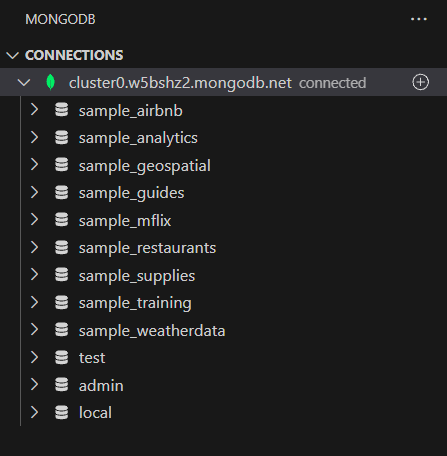 MONGODB
CONNECTIONS
cluster0.w5bshz2.mongodb.net connected
sample_airbnb
sample_analytics
sample_geospatial
sample_guides
sample_mflix
sample_restaurants
sample_supplies
sample_training
sample_weatherdata
test
admin
local